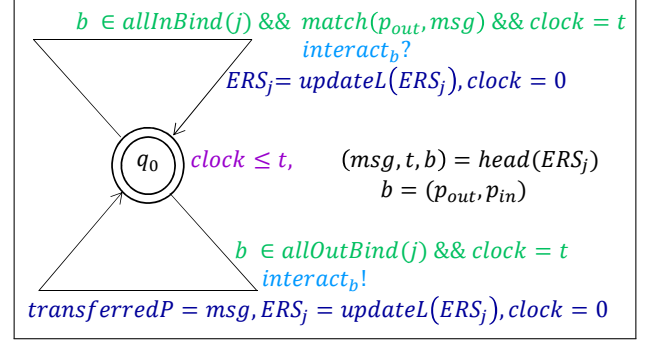 b ∈ allInBind(j) && match(p_out, msg) && clock = t
interact_b?
ERS_j = updateL(ERS_j), clock = 0
q_0 clock ≤ t, (msg, t, b) = head(ERS_j)
b = (p_out, p_in)
b ∈ allOutBind(j) && clock = t
interact_b!
transferredP = msg, ERS_j = updateL(ERS_j), clock = 0